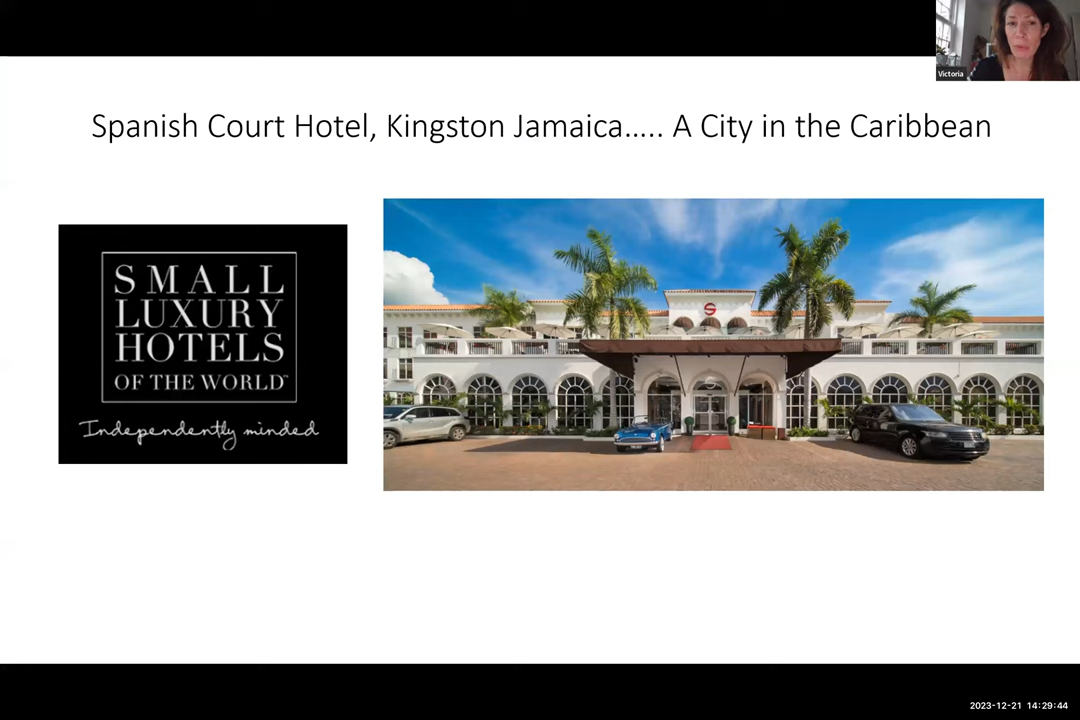 Victoria
Spanish Court Hotel, Kingston Jamaica..... A City in the Caribbean
SMALL
LUXURY
HOTELS
OF THE WORLD™
Independently minded
S
2023-12-21 14:29:44